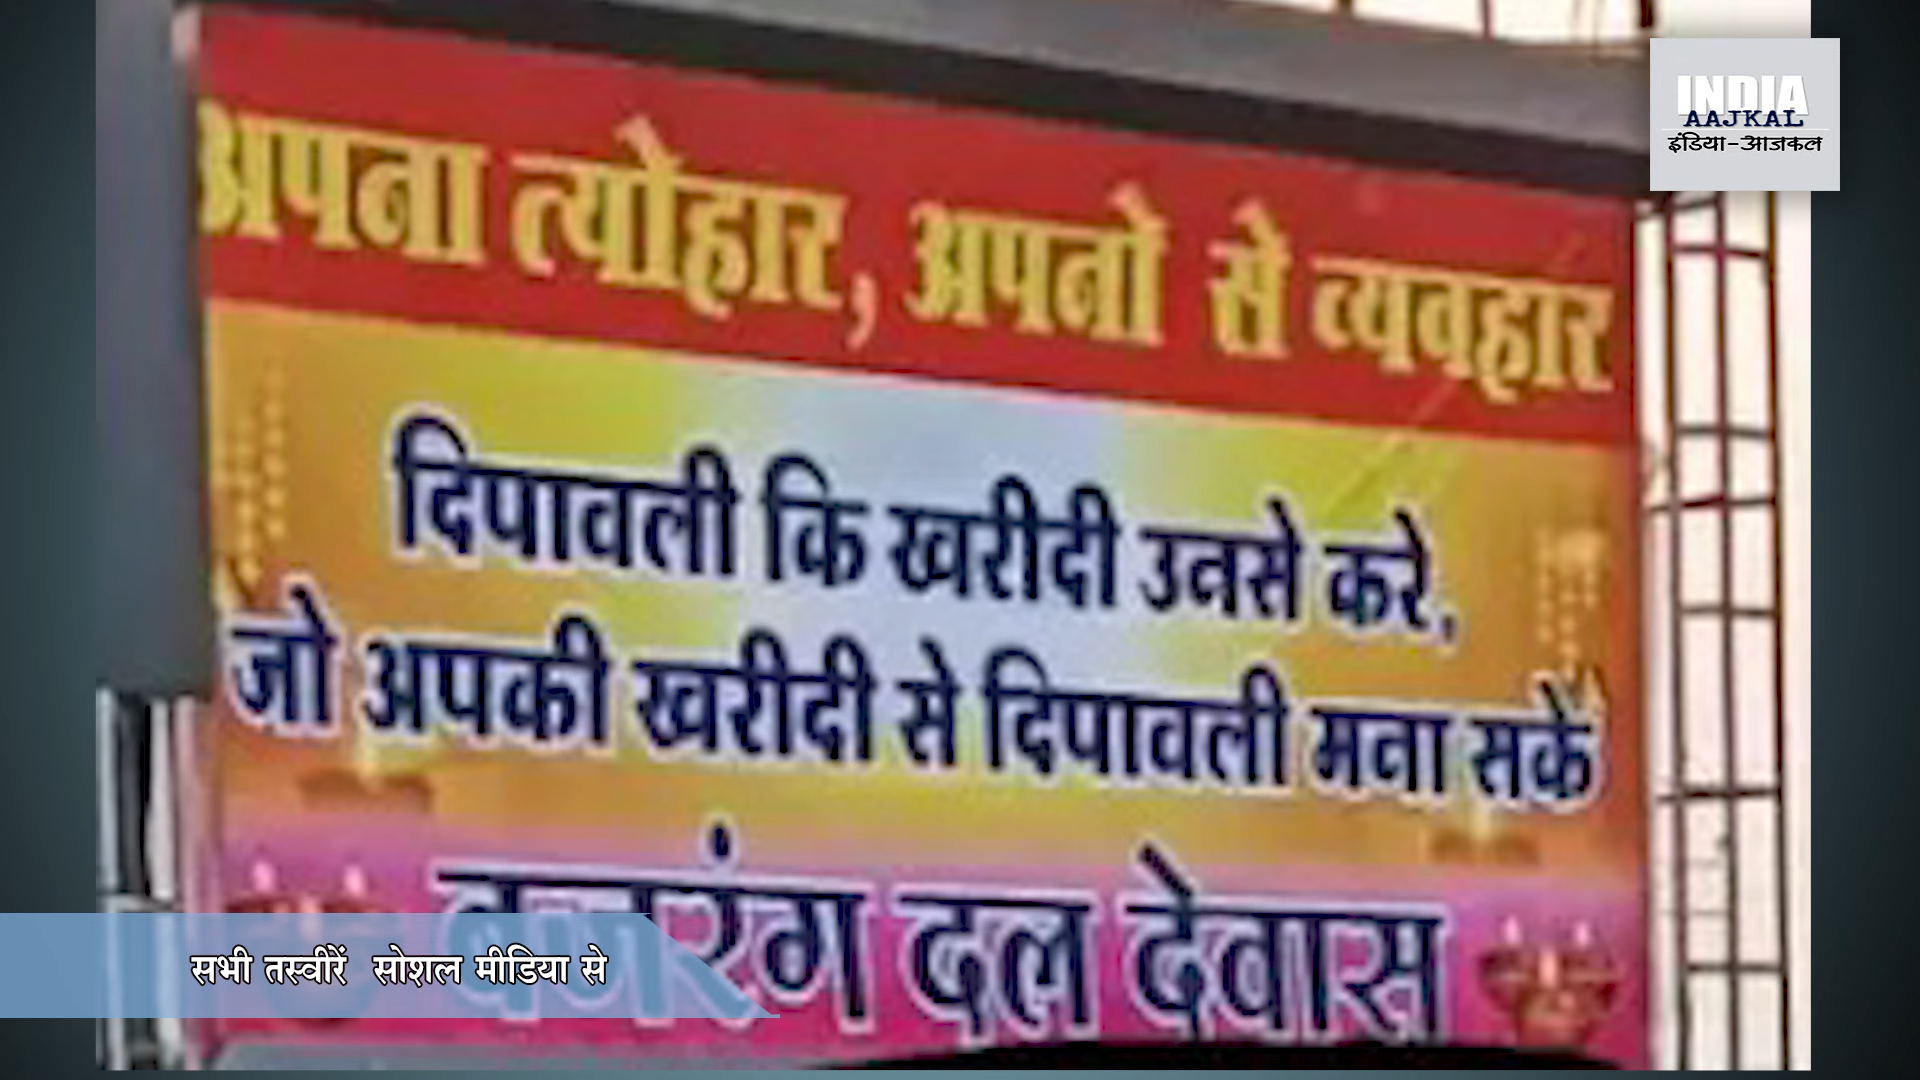 INDIA
AAJKAL
इंडिया-आजकल
अपना त्योहार, अपनो से व्यवहार
दिपावली कि खरीदी उनसे करे,
जो अपकी खरीदी से दिपावली मना सकें
बजरंग दल देवास
सभी तस्वीरें सोशल मीडिया से